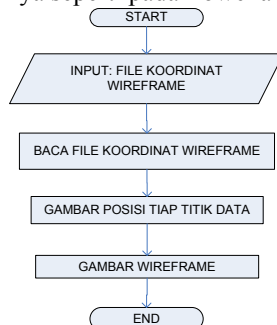 START
INPUT: FILE KOORDINAT
WIREFRAME
BACA FILE KOORDINAT WIREFRAME
GAMBAR POSISI TIAP TITIK DATA
GAMBAR WIREFRAME
END